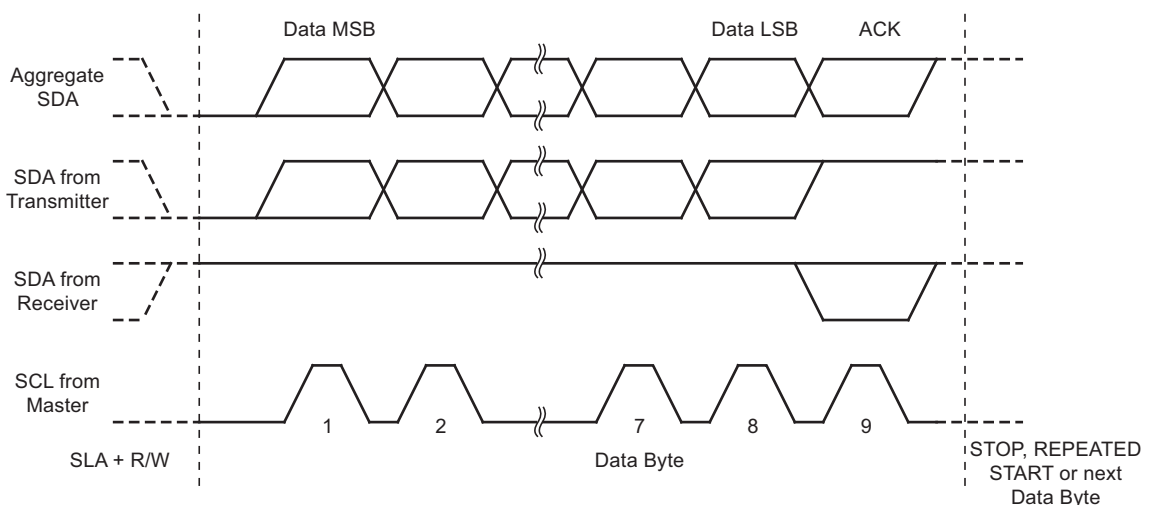 Data MSB
Data LSB
ACK
Aggregate
SDA
SDA from
Transmitter
SDA from
Receiver
SCL from
Master
1
2
7
8
9
SLA + R/W
Data Byte
STOP, REPEATED
START or next
Data Byte